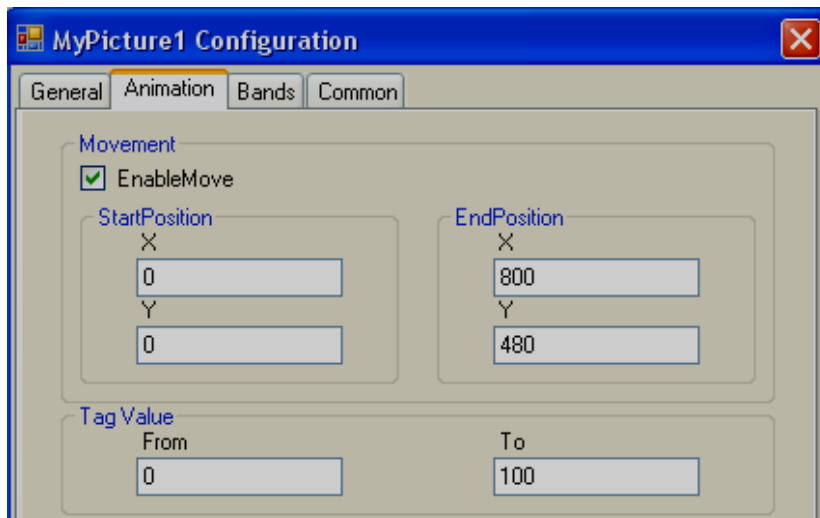 MyPicture1 Configuration
General Animation Bands Common
Movement
EnableMove
StartPosition EndPosition
X X
0 800
Y Y
0 480
Tag Value
From To
0 100